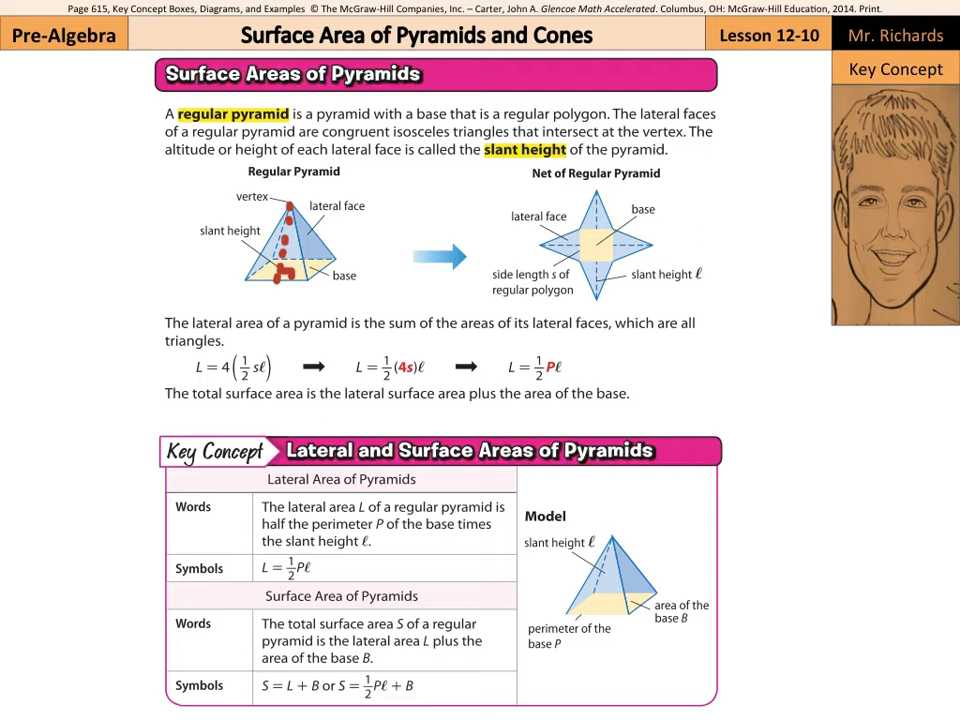 Page 615, Key Concept Boxes, Diagrams, and Examples © The McGraw-Hill Companies, Inc. – Carter, John A. Glencoe Math Accelerated. Columbus, OH: McGraw-Hill Education, 2014. Print.
Pre-Algebra
Surface Area of Pyramids and Cones
Lesson 12-10
Mr. Richards
Key Concept
Surface Areas of Pyramids
A regular pyramid is a pyramid with a base that is a regular polygon. The lateral faces
of a regular pyramid are congruent isosceles triangles that intersect at the vertex. The
altitude or height of each lateral face is called the slant height of the pyramid.
Regular Pyramid
vertex
lateral face
slant height
base
Net of Regular Pyramid
lateral face
base
side length s of
regular polygon
slant height ℓ
The lateral area of a pyramid is the sum of the areas of its lateral faces, which are all
triangles.
L = 4(1/2 sℓ) ➡ L = 1/2(4s)ℓ ➡ L = 1/2Pℓ
The total surface area is the lateral surface area plus the area of the base.
Key Concept
Lateral and Surface Areas of Pyramids
Lateral Area of Pyramids
Words
The lateral area L of a regular pyramid is
half the perimeter P of the base times
the slant height ℓ.
Symbols
L = 1/2Pℓ
Surface Area of Pyramids
Words
The total surface area S of a regular
pyramid is the lateral area L plus the
area of the base B.
Symbols
S = L + B or S = 1/2Pℓ + B
Model
slant height ℓ
area of the
base B
perimeter of the
base P